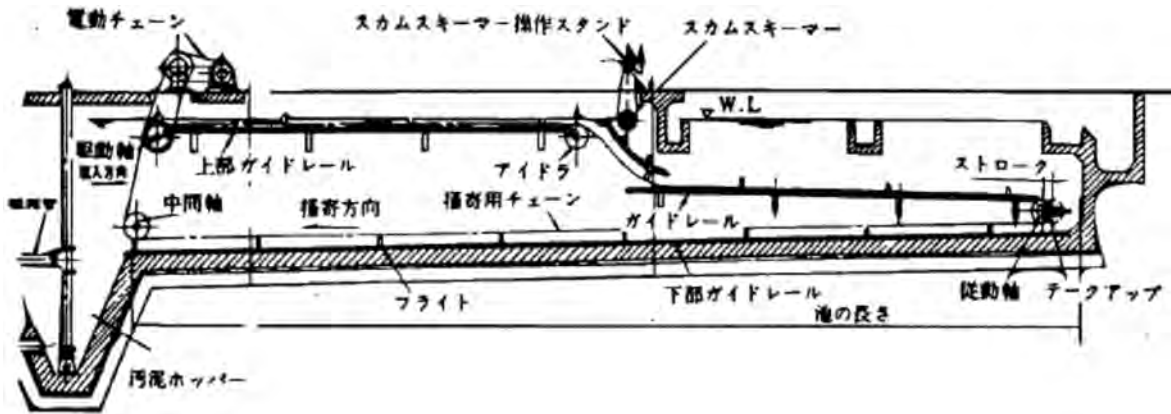 電動チェーン
スカムスキーマー操作スタンド
スカムスキーマー
W.L
駆動軸
上部ガイドレール
アイドラ
ストローク
中間軸
掻寄方向
掻寄用チェーン
ガイドレール
フライト
下部ガイドレール
従動軸
テークアップ
池の長さ
汚泥ホッパー